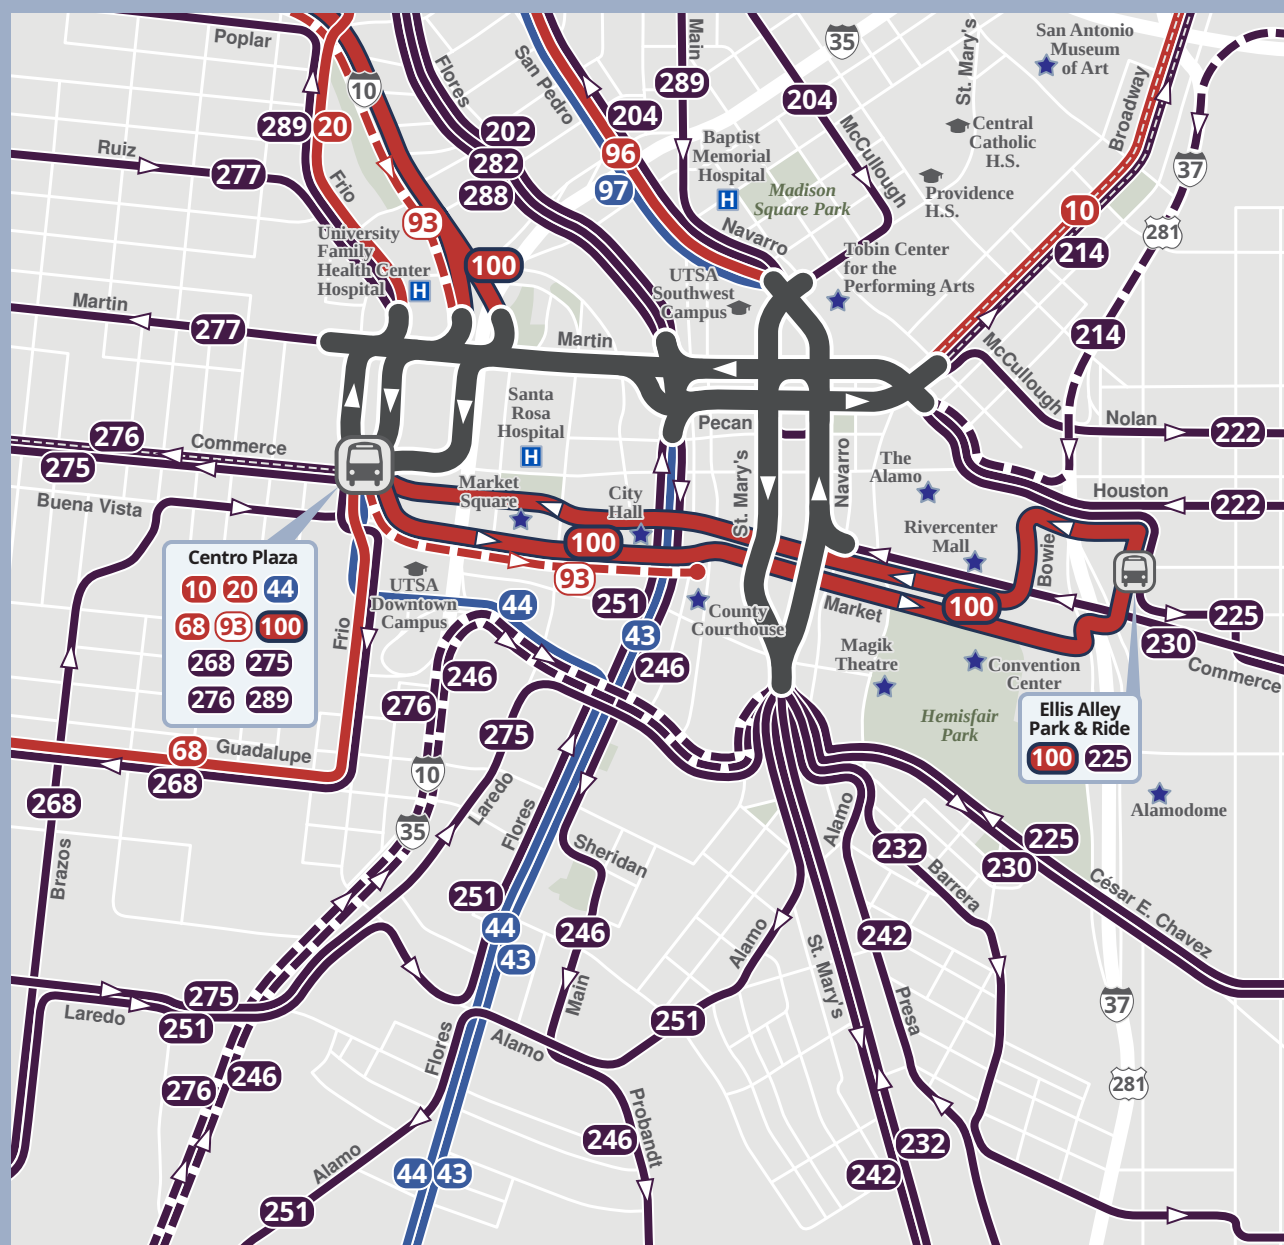 Poplar
10
Flores
San Pedro
Main
35
St. Mary's
San Antonio
Museum
of Art
Broadway
289
20
202
282
288
204
289
204
96
97
Baptist
Memorial
Hospital
H
McCullough
Central
Catholic
H.S.
Providence
H.S.
37
281
Ruiz
277
Frio
93
100
Madison
Square Park
Navarro
10
214
University
Family
Health Center
Hospital
H
UTSA
Southwest
Campus
Tobin Center
for the
Performing Arts
Martin
277
Martin
214
McCullough
Nolan
222
Santa
Rosa
Hospital
H
Pecan
276
275
Commerce
St. Mary's
Navarro
The
Alamo
Houston
222
Buena Vista
Market
Square
City
Hall
Rivercenter
Mall
Bowie
Centro Plaza
10 20 44
68 93 100
268 275
276 289
100
93
UTSA
Downtown
Campus
44
251
43
246
County
Courthouse
Market
100
225
230
Commerce
Frio
246
276
Magik
Theatre
Convention
Center
Hemisfair
Park
Ellis Alley
Park & Ride
100 225
68
Guadalupe
268
275
10
268
35
Laredo
Flores
Alamodome
Alamo
Sheridan
232
225
230
Brazos
Barrera
César E. Chavez
251
44
43
246
Alamo
St. Mary's
242
Laredo
275
251
Main
251
Presa
37
Flores
Alamo
276
246
281
Probandt
246
232
242
Alamo
44
43
251